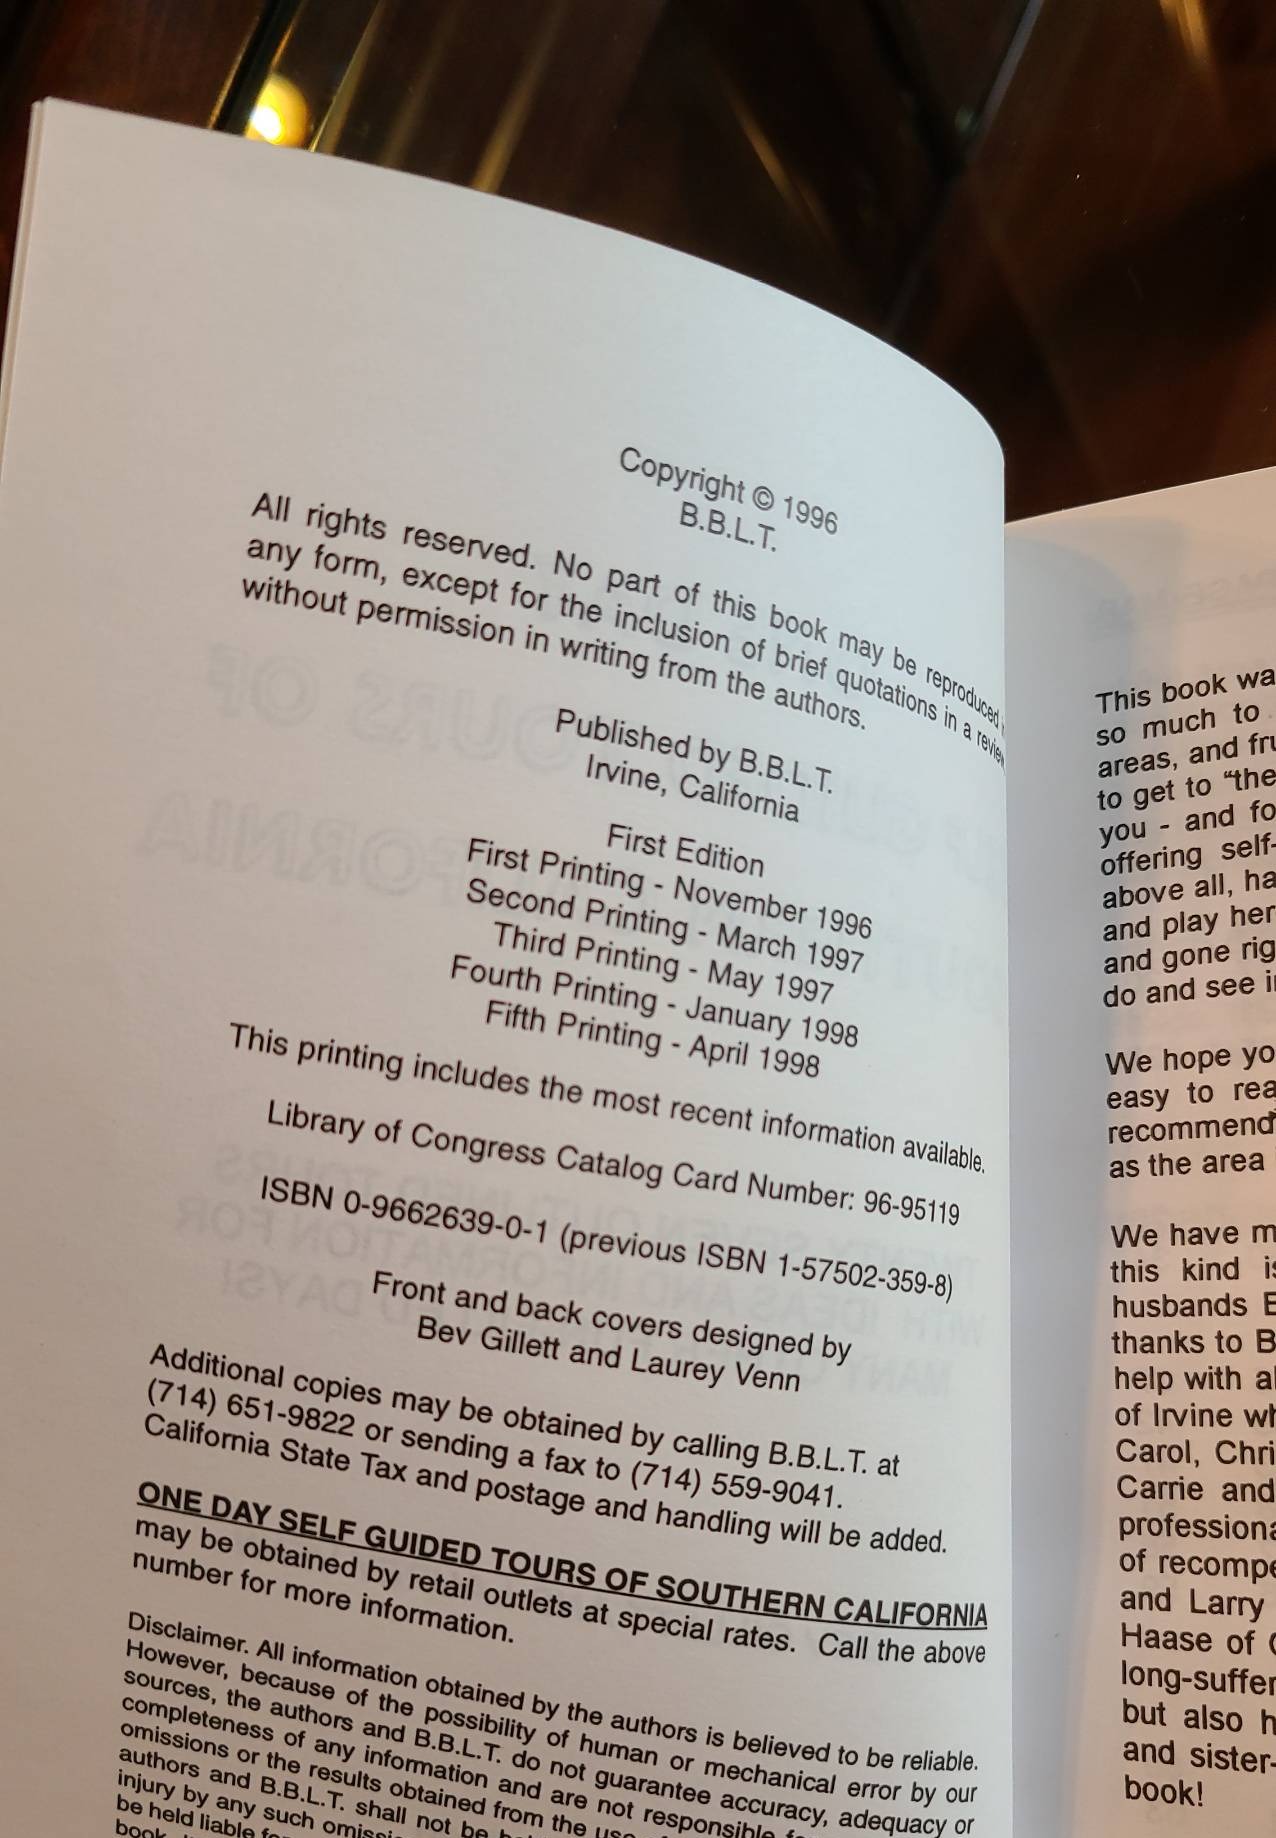 Copyright © 1996
B.B.L.T.
All rights reserved. No part of this book may be reproduced
any form, except for the inclusion of brief quotations in a
without permission in writing from the authors.
Published by B.B.L.T.
Irvine, California
First Edition
First Printing - November 1996
Second Printing - March 1997
Third Printing - May 1997
Fourth Printing - January 1998
Fifth Printing - April 1998
This printing includes the most recent information available.
Library of Congress Catalog Card Number: 96-95119
ISBN 0-9662639-0-1 (previous ISBN 1-57502-359-8)
Front and back covers designed by
Bev Gillett and Laurey Venn
Additional copies may be obtained by calling B.B.L.T. at
(714) 651-9822 or sending a fax to (714) 559-9041.
California State Tax and postage and handling will be added.
ONE DAY SELF GUIDED TOURS OF SOUTHERN CALIFORNIA
may be obtained by retail outlets at special rates. Call the above
number for more information.
Disclaimer. All information obtained by the authors is believed to be reliable.
However, because of the possibility of human or mechanical error by our
sources, the authors and B.B.L.T. do not guarantee accuracy, adequacy or
completeness of any information and are not responsible
omissions or the results obtained from the
authors and B.B.L.T. shall not be
injury by any such
be held liable
This book
so much to
areas, and
to get to “the
you - and
offering self-
above all,
and play
and gone
do and see
We hope
easy to
recommend
as the area
We have
this kind
husbands
thanks to
help with
of Irvine
Carol,
Carrie and
of
and Larry
Haase of
but also
and sister-
book!